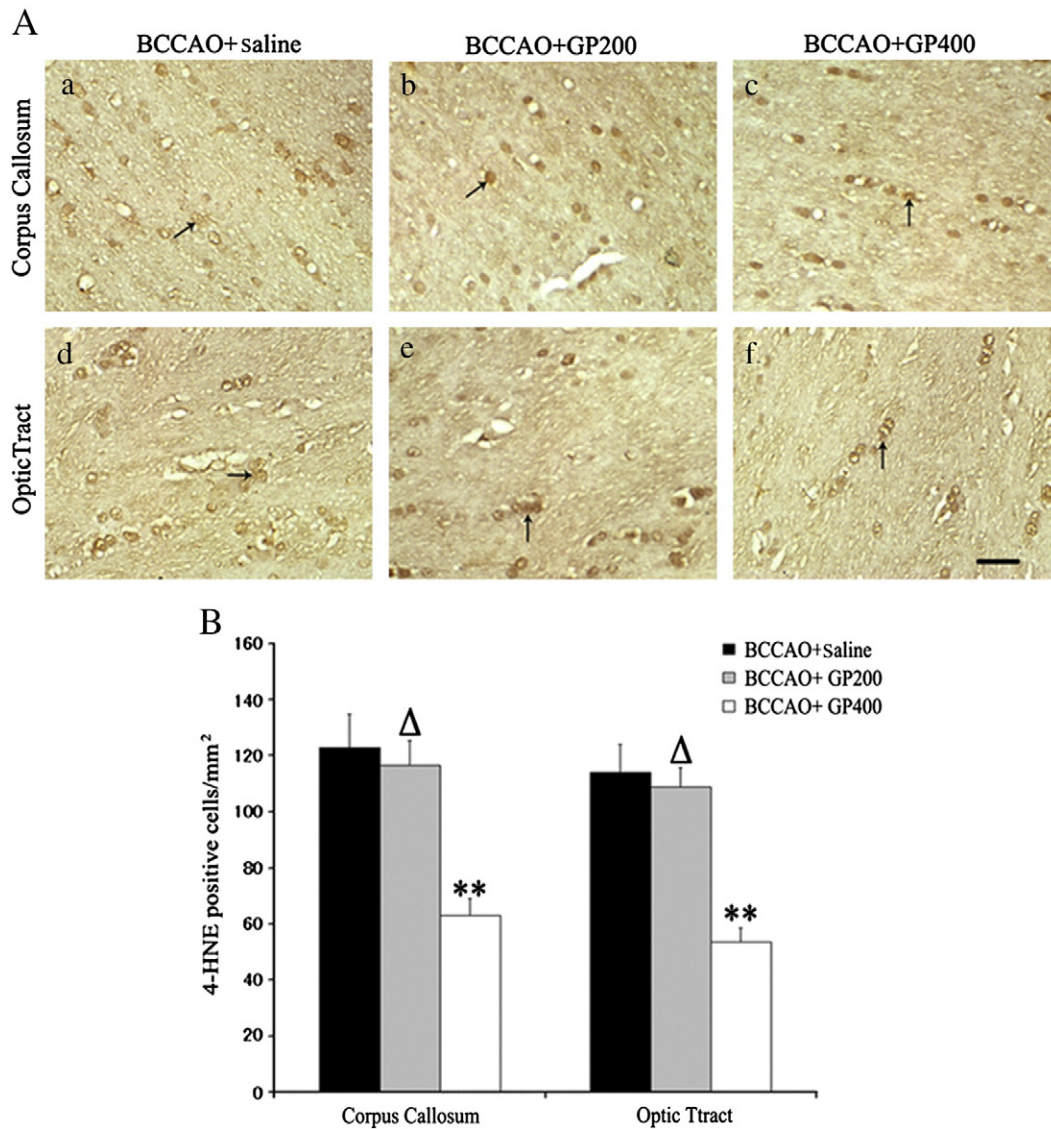 A
BCCAO+saline BCCAO+GP200 BCCAO+GP400
Corpus Callosum
a b c
OpticTract
d e f
B
160
140
120
100
80
60
40
20
0
4-HNE positive cells/mm²
BCCAO+saline
BCCAO+ GP200
BCCAO+ GP400
Δ
**
Δ
**
Corpus Callosum Optic Ttract